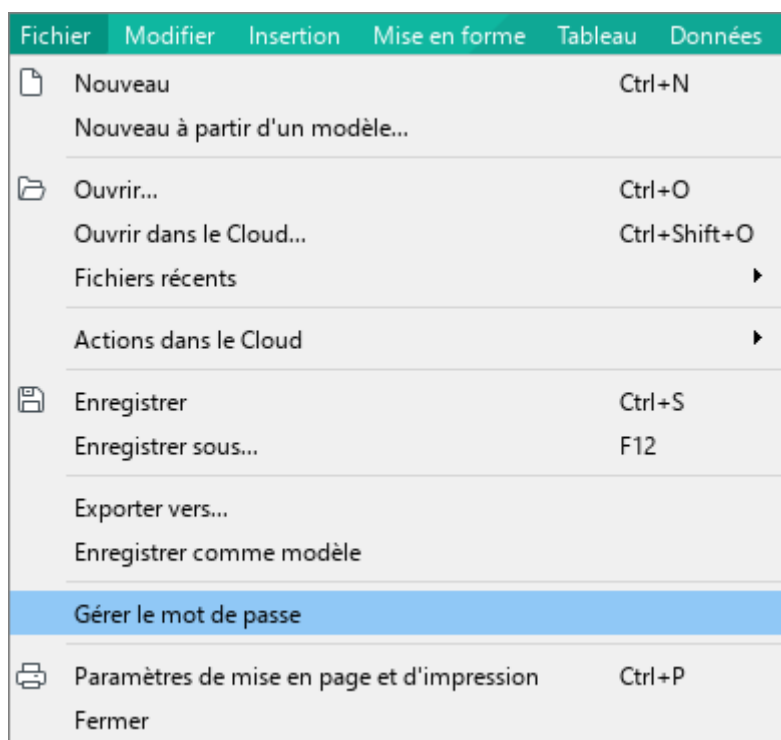 Fichier Modifier Insertion Mise en forme Tableau Données
Nouveau Ctrl+N
Nouveau à partir d'un modèle...
Ouvrir... Ctrl+O
Ouvrir dans le Cloud... Ctrl+Shift+O
Fichiers récents
Actions dans le Cloud
Enregistrer Ctrl+S
Enregistrer sous... F12
Exporter vers...
Enregistrer comme modèle
Gérer le mot de passe
Paramètres de mise en page et d'impression Ctrl+P
Fermer